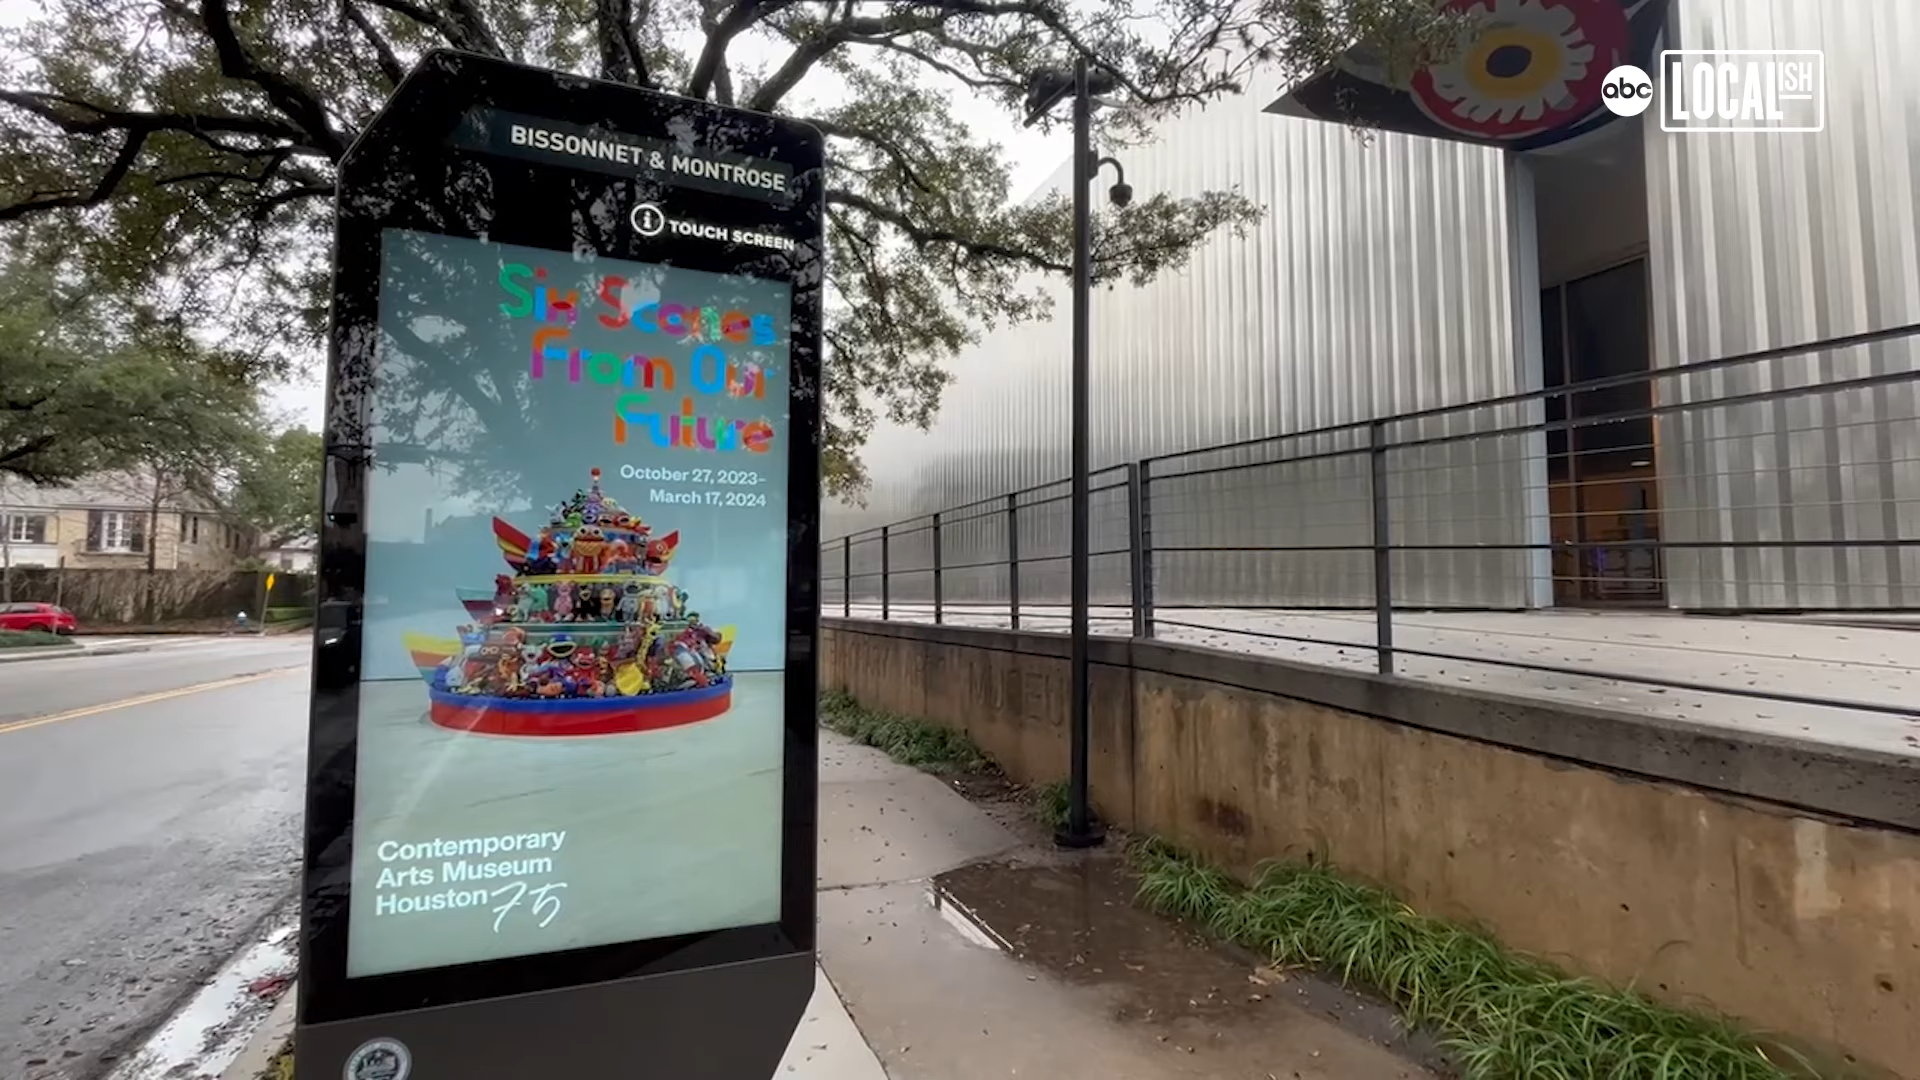 BISSONNET & MONTROSE
i TOUCH SCREEN
Six Scenes
From Our
Future
October 27, 2023–
March 17, 2024
Contemporary
Arts Museum
Houston 75
abc LOCALISH